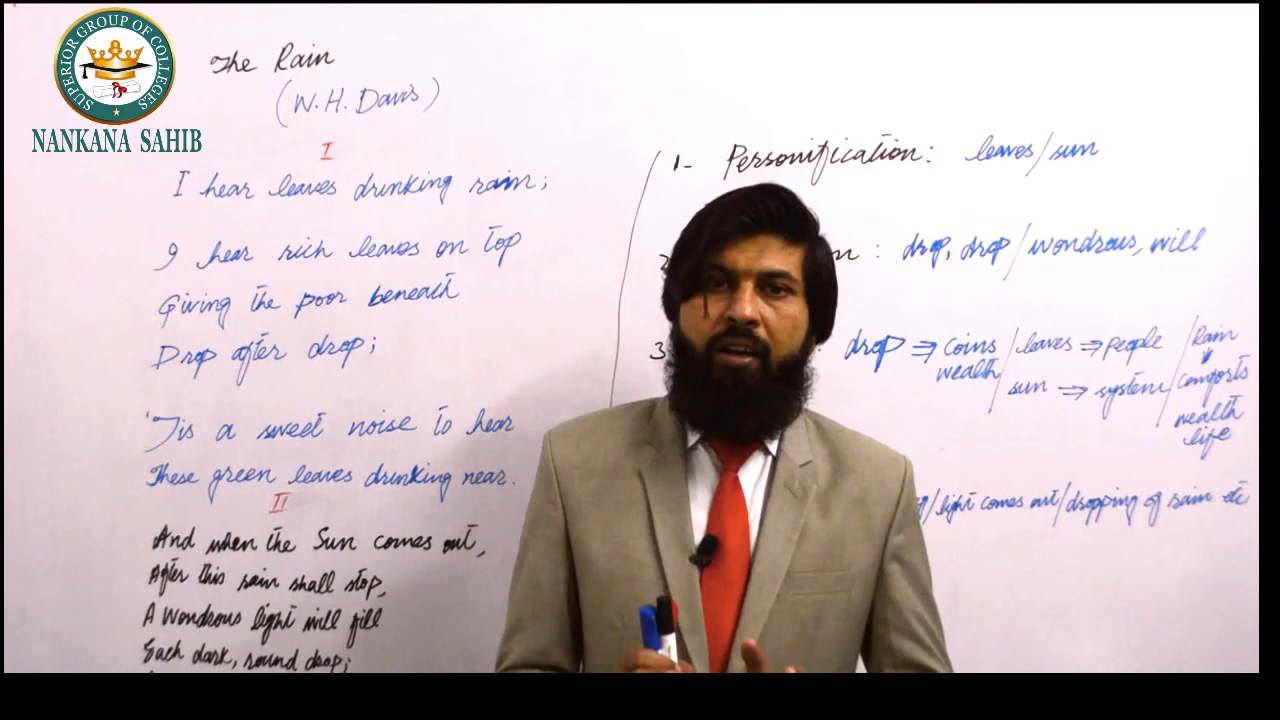 SUPERIOR GROUP OF COLLEGES
NANKANA SAHIB
The Rain
(W.H. Davis)
I
I hear leaves drinking rain;
I hear rich leaves on top
Giving the poor beneath
Drop after drop;
'Tis a sweet noise to hear
These green leaves drinking near.
II
And when the Sun comes out,
After this rain shall stop,
A wondrous light will fill
Each dark, round drop;
1- Personification: leaves/sun
: drop, drop / wondrous, will
3
drop ⇒ coins / leaves ⇒ people / Rain
wealth / sun ⇒ system / comforts
wealth
life
/light comes out/dropping of rain etc